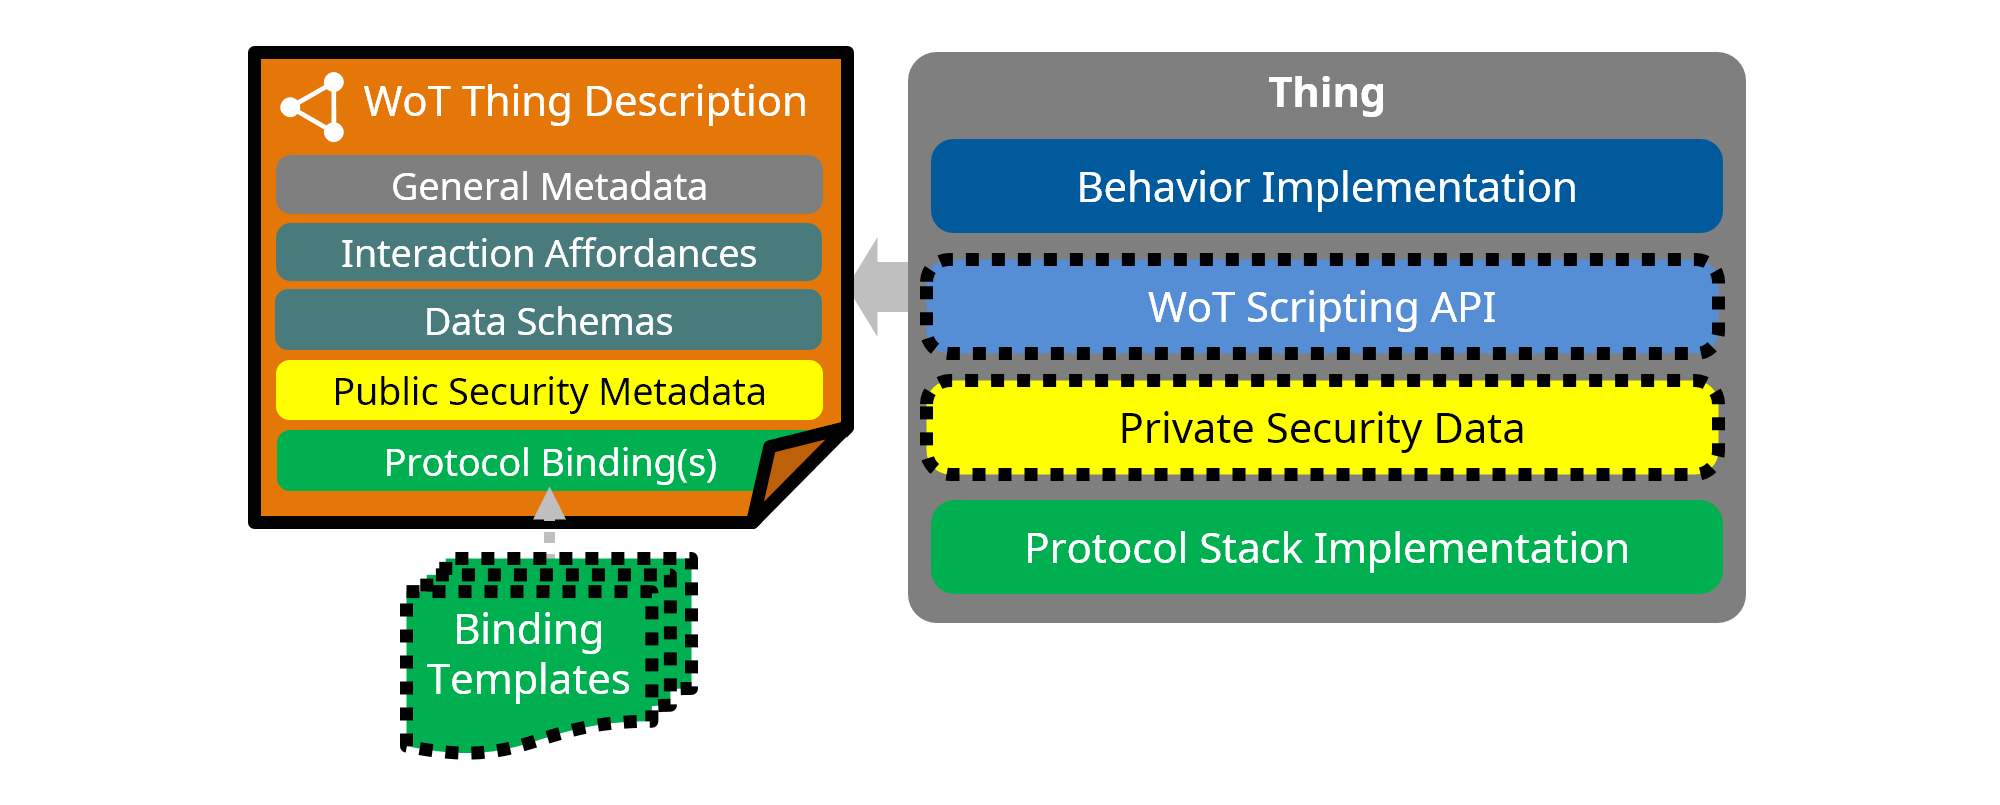 WoT Thing Description
General Metadata
Interaction Affordances
Data Schemas
Public Security Metadata
Protocol Binding(s)
Binding
Templates
Thing
Behavior Implementation
WoT Scripting API
Private Security Data
Protocol Stack Implementation